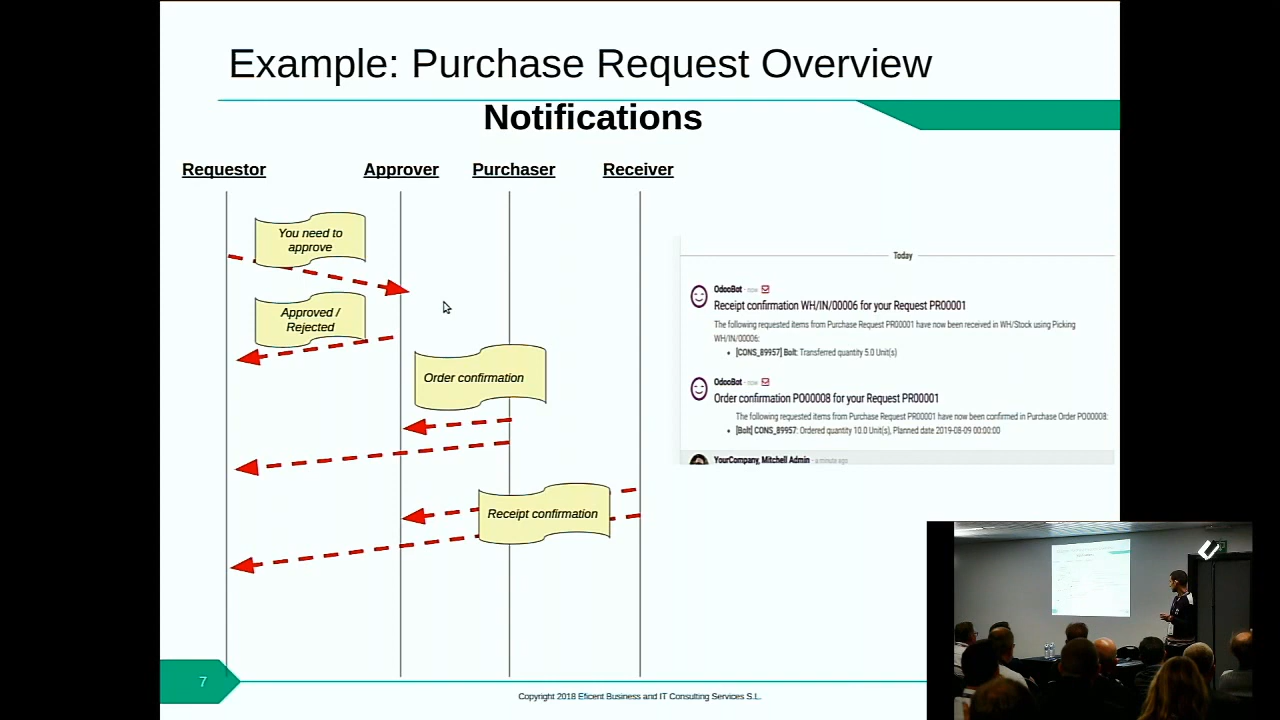 Example: Purchase Request Overview
Notifications
Requestor
Approver
Purchaser
Receiver
You need to
approve
Approved /
Rejected
Order confirmation
Receipt confirmation
Today
OdooBot - now
Receipt confirmation WH/IN/00006 for your Request PR00001
The following requested items from Purchase Request PR00001 have now been received in WH/Stock using Picking
WH/IN/00006:
• [CONS_89957] Bolt: Transferred quantity 5.0 Unit(s)
OdooBot - now
Order confirmation PO00008 for your Request PR00001
The following requested items from Purchase Request PR00001 have now been confirmed in Purchase Order PO00008:
• [Bolt] CONS_89957: Ordered quantity 10.0 Unit(s), Planned date 2019-08-09 00:00:00
YourCompany, Mitchell Admin - a minute ago
7
Copyright 2018 Eficent Business and IT Consulting Services S.L.